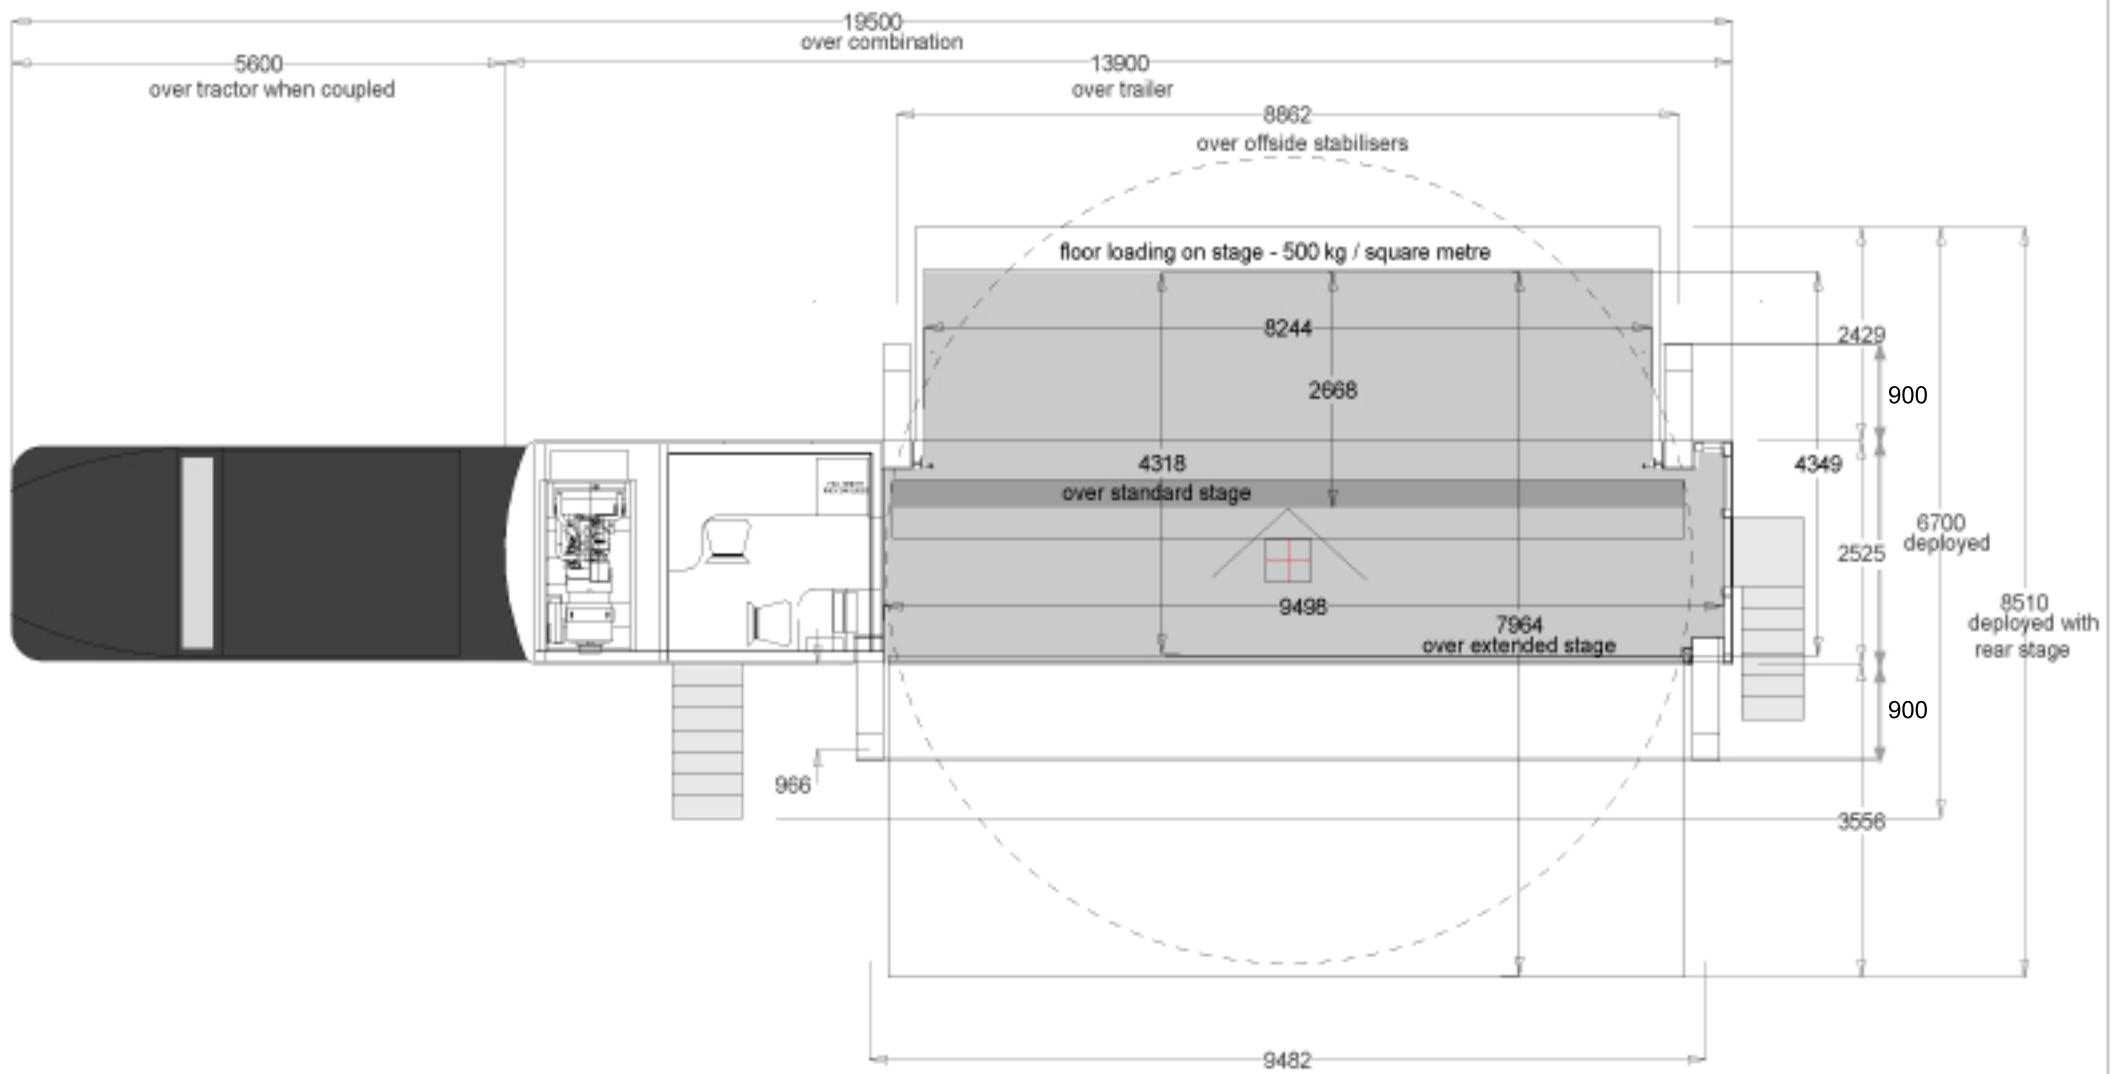 19500
over combination
5600
over tractor when coupled
13900
over trailer
8862
over offside stabilisers
floor loading on stage - 500 kg / square metre
8244
2429
2668
900
4318
4349
over standard stage
6700
deployed
2525
9498
8510
deployed with
rear stage
7964
over extended stage
900
966
3556
9482